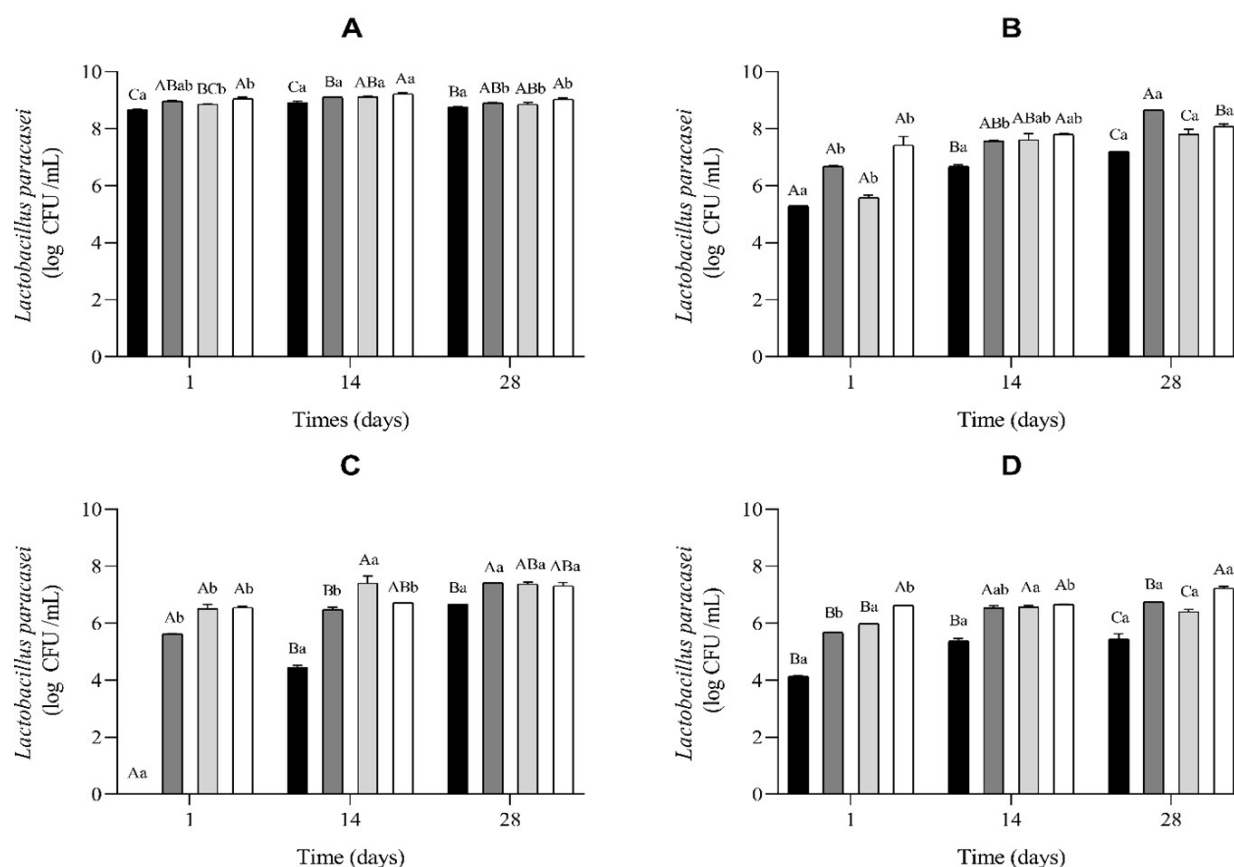 A
Lactobacillus paracasei
(log CFU /mL)
10
8
6
4
2
0
Ca
ABab
BCb
Ab
Ca
Ba
ABa
Aa
Ba
ABb
ABb
Ab
1
14
28
Times (days)
B
Lactobacillus paracasei
(log CFU /mL)
10
8
6
4
2
0
Aa
Ab
Ab
Ab
Ba
ABb
ABab
Aab
Ca
Aa
Ca
Ba
1
14
28
Time (days)
C
Lactobacillus paracasei
(log CFU /mL)
10
8
6
4
2
0
Aa
Ab
Ab
Ab
Ba
Bb
Aa
ABb
Ba
Aa
ABa
ABa
1
14
28
Time (days)
D
Lactobacillus paracasei
(log CFU /mL)
10
8
6
4
2
0
Ba
Bb
Ba
Ab
Ba
Aab
Aa
Ab
Ca
Ba
Ca
Aa
1
14
28
Time (days)